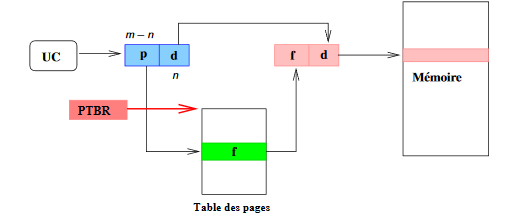 m – n
UC
p d
f d
n
Mémoire
PTBR
f
Table des pages